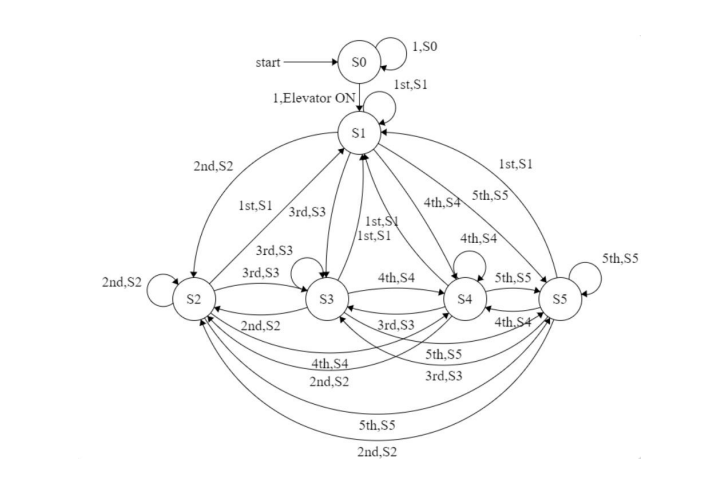 1,S0
start
S0
1st,S1
1,Elevator ON
S1
1st,S1
2nd,S2
5th,S5
4th,S4
1st,S1
3rd,S3
1st,S1
1st,S1
4th,S4
3rd,S3
5th,S5
3rd,S3
4th,S4
5th,S5
2nd,S2
S2
S3
S4
S5
2nd,S2
3rd,S3
4th,S4
5th,S5
4th,S4
3rd,S3
2nd,S2
5th,S5
2nd,S2